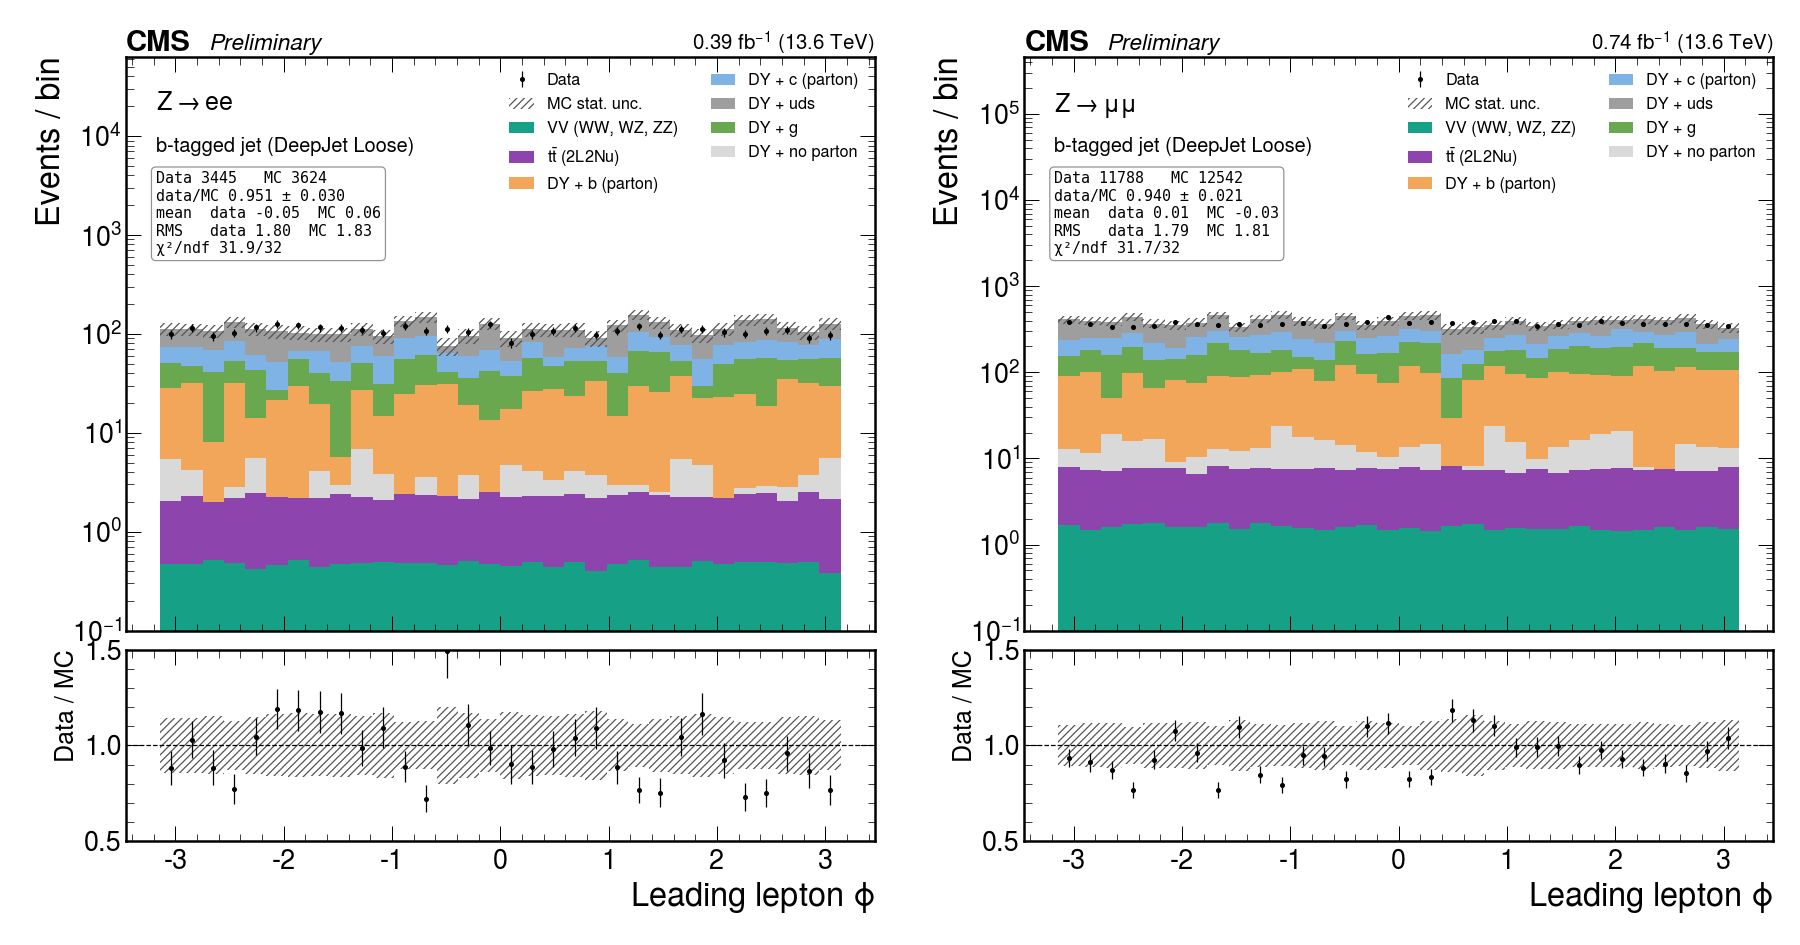 CMS Preliminary 0.39 fb⁻¹ (13.6 TeV)
Events / bin
Z → ee
b-tagged jet (DeepJet Loose)
Data 3445   MC 3624
data/MC 0.951 ± 0.030
mean  data -0.05  MC 0.06
RMS   data 1.80  MC 1.83
χ²/ndf 31.9/32
Data
MC stat. unc.
VV (WW, WZ, ZZ)
tt̄ (2L2Nu)
DY + b (parton)
DY + c (parton)
DY + uds
DY + g
DY + no parton
10⁴
10³
10²
10¹
10⁰
10⁻¹
Data / MC
1.5
1.0
0.5
-3 -2 -1 0 1 2 3
Leading lepton ϕ
CMS Preliminary 0.74 fb⁻¹ (13.6 TeV)
Events / bin
Z → μμ
b-tagged jet (DeepJet Loose)
Data 11788   MC 12542
data/MC 0.940 ± 0.021
mean  data 0.01  MC -0.03
RMS   data 1.79  MC 1.81
χ²/ndf 31.7/32
Data
MC stat. unc.
VV (WW, WZ, ZZ)
tt̄ (2L2Nu)
DY + b (parton)
DY + c (parton)
DY + uds
DY + g
DY + no parton
10⁵
10⁴
10³
10²
10¹
10⁰
10⁻¹
Data / MC
1.5
1.0
0.5
-3 -2 -1 0 1 2 3
Leading lepton ϕ